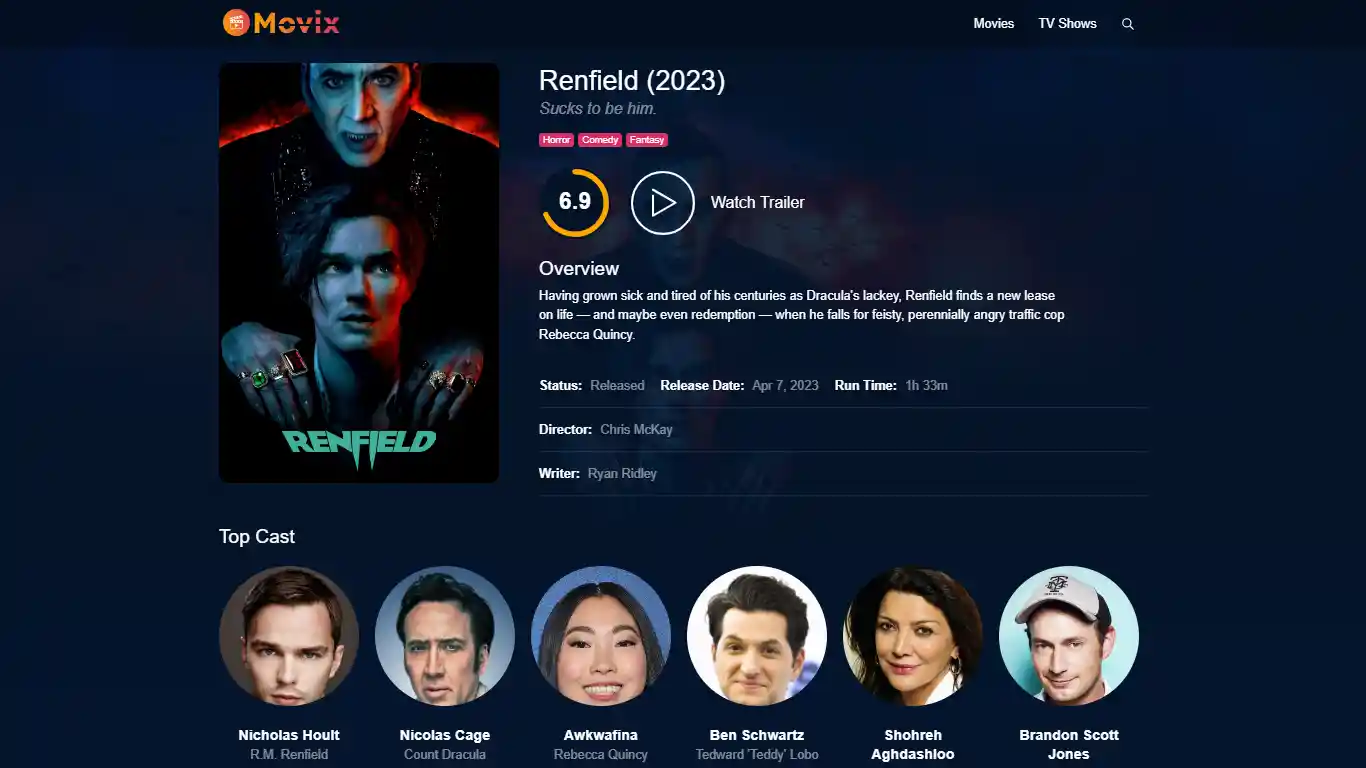 Movix
Movies
TV Shows
Renfield (2023)
Sucks to be him.
Horror
Comedy
Fantasy
6.9
Watch Trailer
Overview
Having grown sick and tired of his centuries as Dracula's lackey, Renfield finds a new lease
on life — and maybe even redemption — when he falls for feisty, perennially angry traffic cop
Rebecca Quincy.
Status: Released Release Date: Apr 7, 2023 Run Time: 1h 33m
Director: Chris McKay
Writer: Ryan Ridley
RENFIELD
Top Cast
Nicholas Hoult
R.M. Renfield
Nicolas Cage
Count Dracula
Awkwafina
Rebecca Quincy
Ben Schwartz
Tedward 'Teddy' Lobo
Shohreh
Aghdashloo
Brandon Scott
Jones